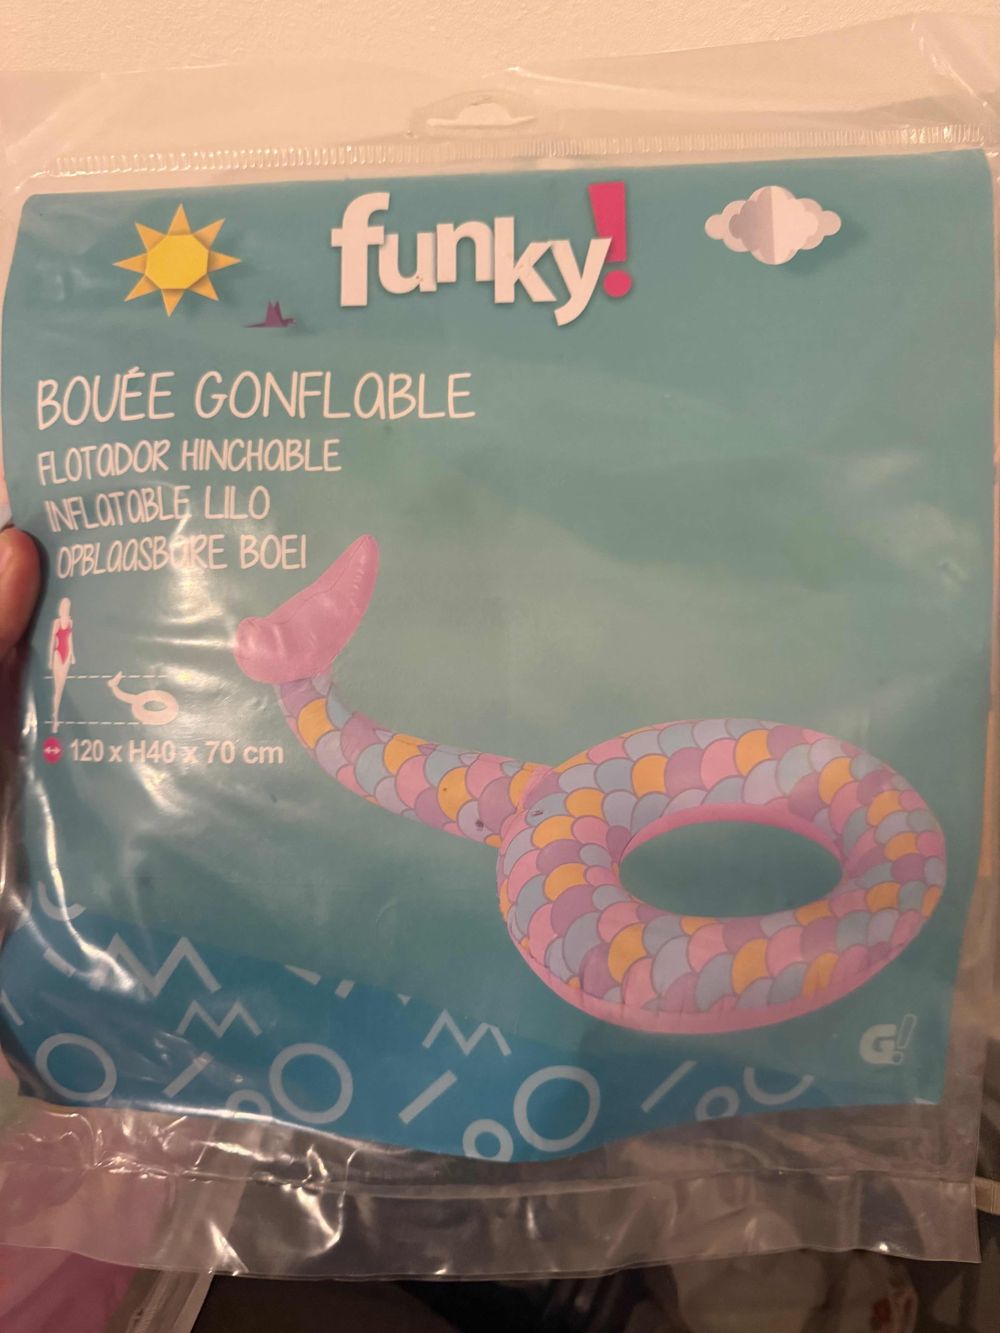 funky!
BOUÉE GONFLABLE
FLOTADOR HINCHABLE
INFLATABLE LILO
OPBLAASBARE BOEI
120 x H40 x 70 cm
G!